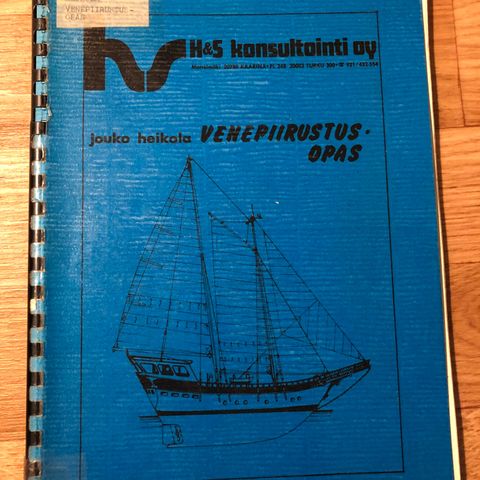 VENEPIIRUSTUS-
OPAS
hs
H&S konsultointi oy
jouko heikola VENEPIIRUSTUS-
OPAS